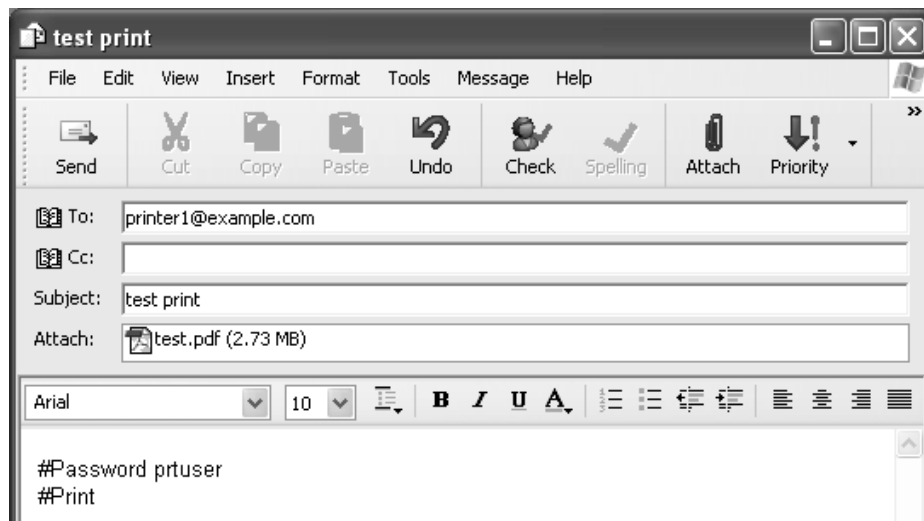 test print
File Edit View Insert Format Tools Message Help
Send Cut Copy Paste Undo Check Spelling Attach Priority
To: printer1@example.com
Cc:
Subject: test print
Attach: test.pdf (2.73 MB)
Arial 10 B I U A
#Password prtuser
#Print